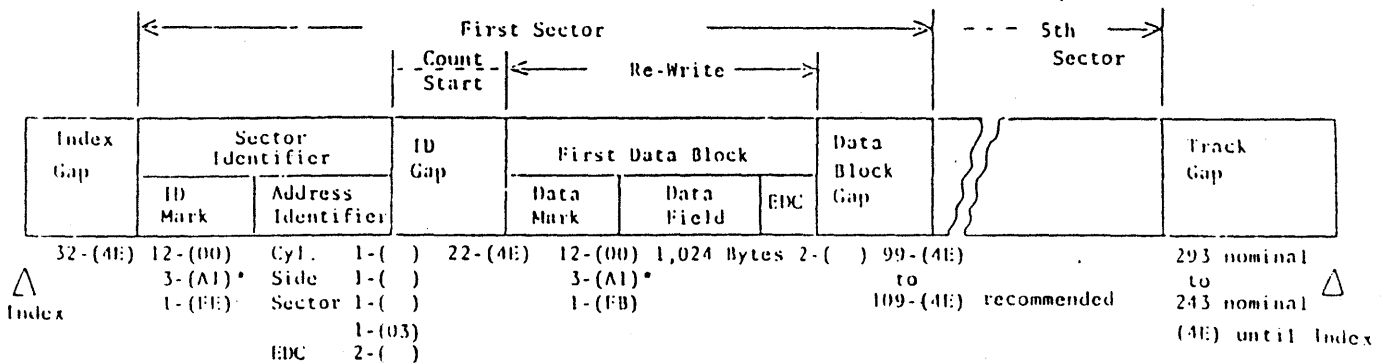 First Sector
- - - 5th
Sector
Count
Start
Re-Write
Index
Gap
Sector
Identifier
ID
Mark
Address
Identifier
ID
Gap
First Data Block
Data
Mark
Data
Field
EDC
Data
Block
Gap
Track
Gap
32-(4E) 12-(00) Cyl. 1-( ) 22-(4E) 12-(00) 1,024 Bytes 2-( ) 99-(4E) 293 nominal
3-(A1)* Side 1-( ) 3-(A1)* to to
Index 1-(FE) Sector 1-( ) 1-(FB) 109-(4E) recommended 243 nominal
1-(03) (4E) until Index
EDC 2-( )